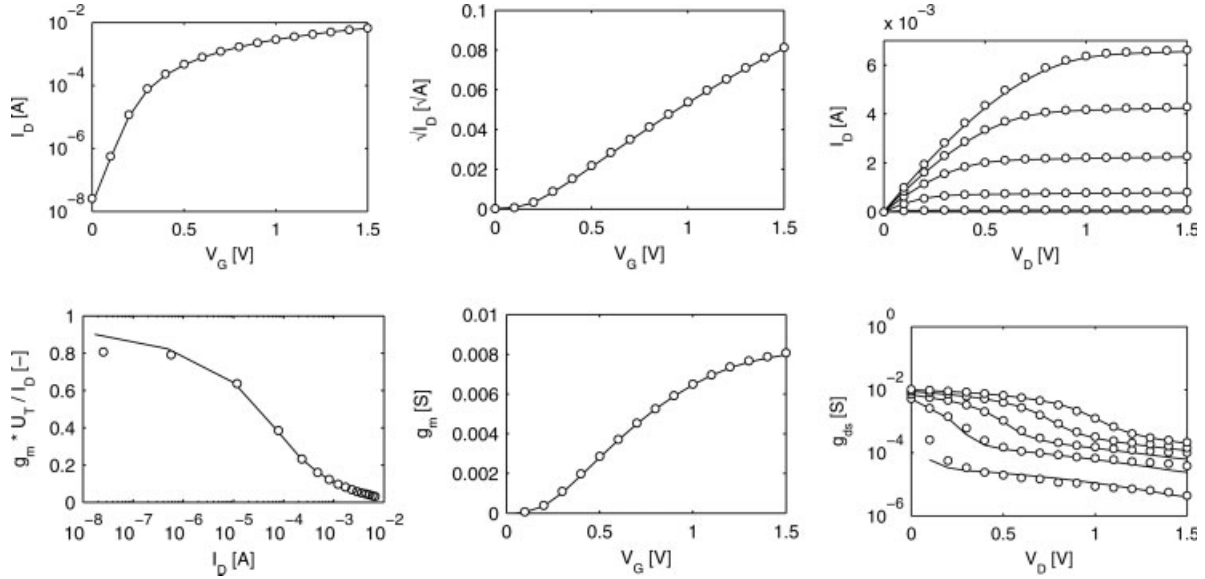 10⁻²
10⁻⁴
10⁻⁶
10⁻⁸
I_D [A]
0 0.5 1 1.5
V_G [V]
0.1
0.08
0.06
0.04
0.02
0
√I_D [√A]
0 0.5 1 1.5
V_G [V]
x 10⁻³
6
4
2
0
I_D [A]
0 0.5 1 1.5
V_D [V]
1
0.8
0.6
0.4
0.2
0
g_m * U_T / I_D [–]
10⁻⁸ 10⁻⁷ 10⁻⁶ 10⁻⁵ 10⁻⁴ 10⁻³ 10⁻²
I_D [A]
0.01
0.008
0.006
0.004
0.002
0
g_m [S]
0 0.5 1 1.5
V_G [V]
10⁰
10⁻²
10⁻⁴
10⁻⁶
g_ds [S]
0 0.5 1 1.5
V_D [V]